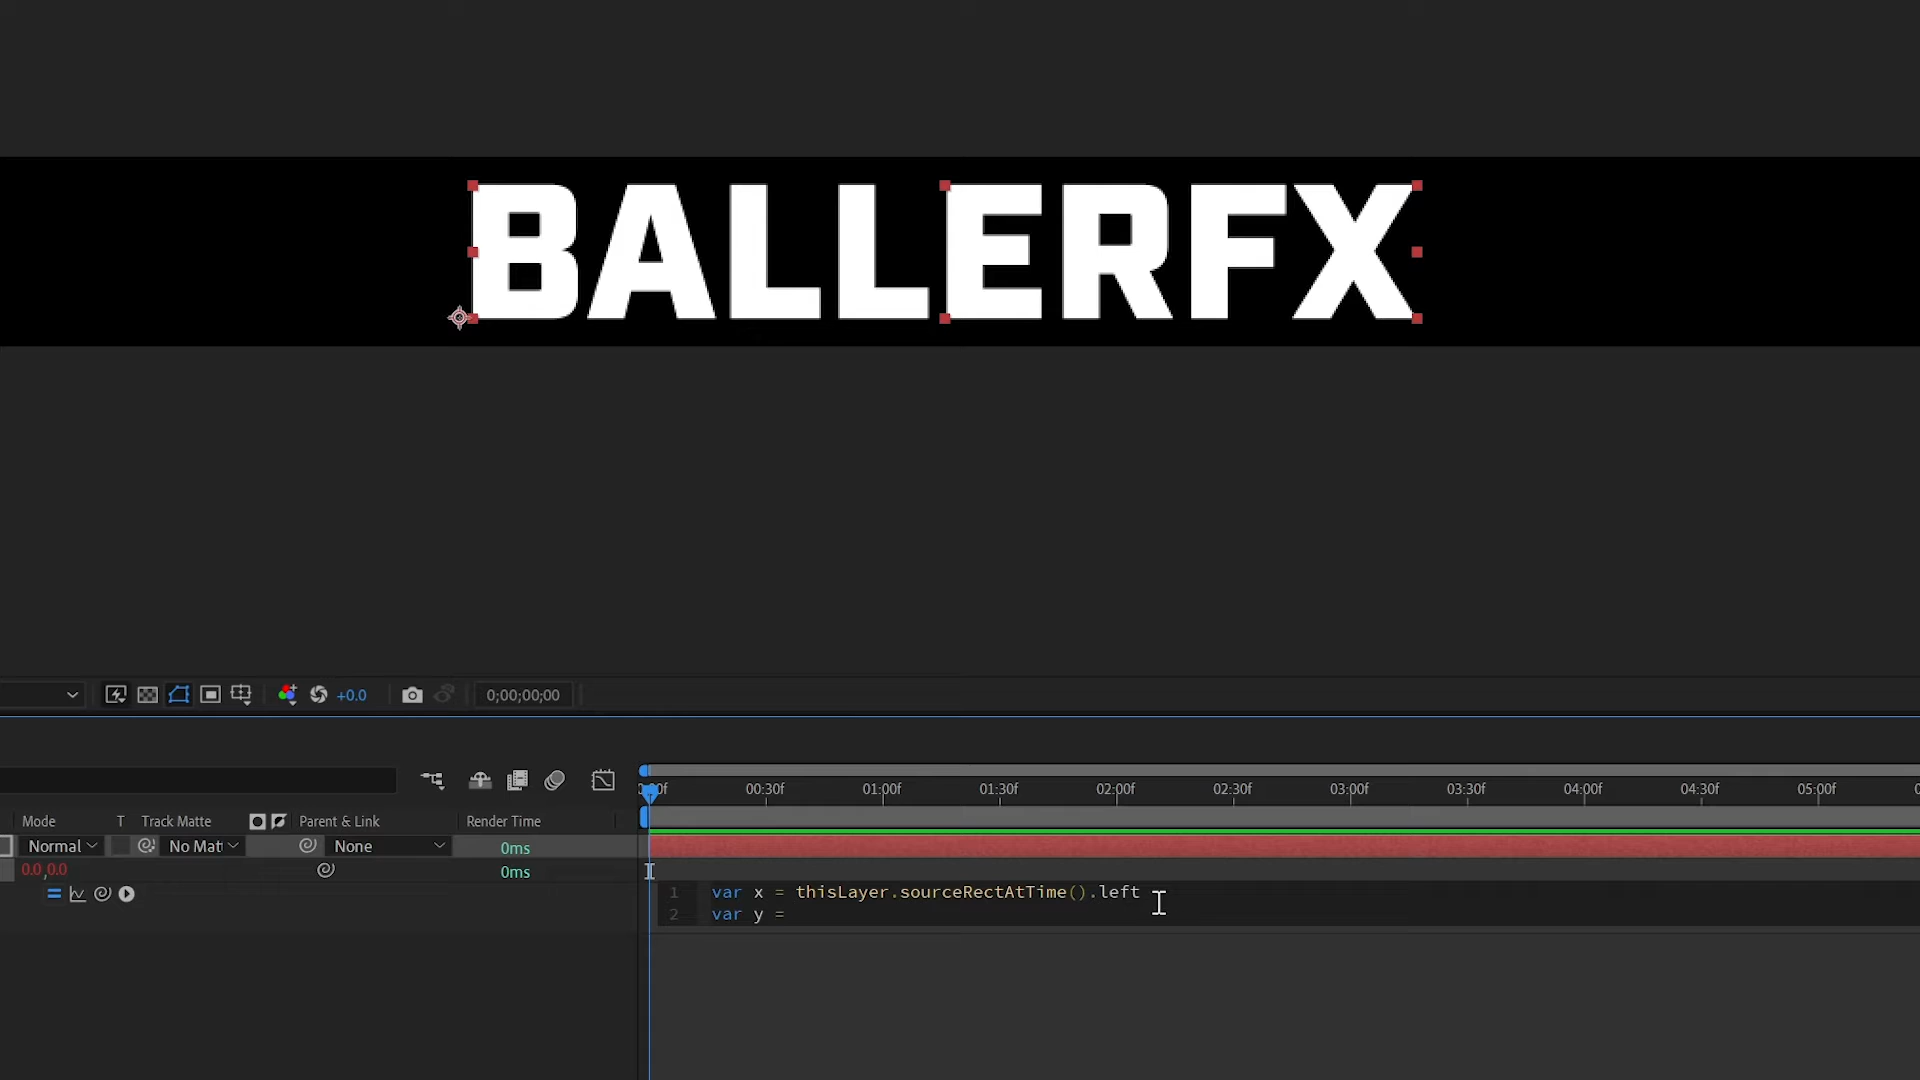 BALLERFX
+0.0
0;00;00;00
00:30f 01:00f 01:30f 02:00f 02:30f 03:00f 03:30f 04:00f 04:30f 05:00f
Mode T Track Matte Parent & Link Render Time
Normal No Mat None 0ms
0.0,0.0 0ms
1 var x = thisLayer.sourceRectAtTime().left
2 var y =